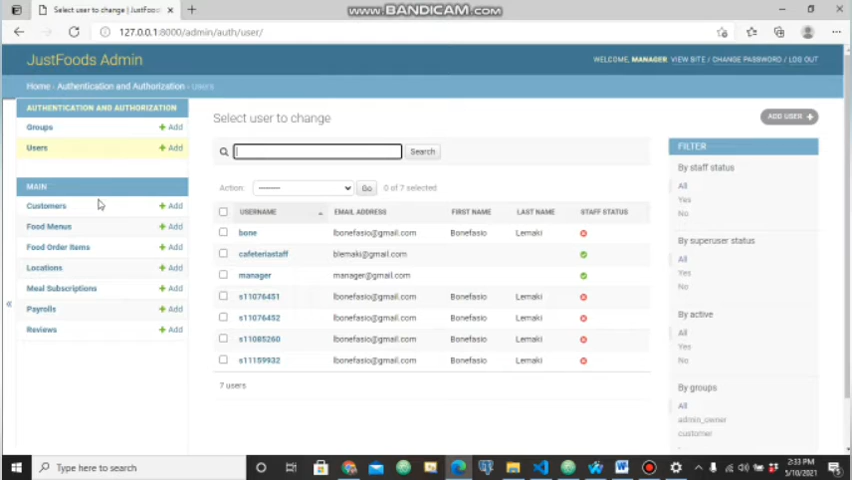 WWW.BANDICAM.COM
Select user to change | JustFoo
127.0.0.1:8000/admin/auth/user/
JustFoods Admin
WELCOME, MANAGER. VIEW SITE / CHANGE PASSWORD / LOG OUT
Home › Authentication and Authorization › Users
AUTHENTICATION AND AUTHORIZATION
Groups + Add
Users + Add
MAIN
Customers + Add
Food Menus + Add
Food Order Items + Add
Locations + Add
Meal Subscriptions + Add
Payrolls + Add
Reviews + Add
«
Select user to change
ADD USER +
Search
Action: --------- Go 0 of 7 selected
USERNAME EMAIL ADDRESS FIRST NAME LAST NAME STAFF STATUS
bone lbonefasio@gmail.com Bonefasio Lemaki
cafeteriastaff blemaki@gmail.com
manager manager@gmail.com
s11076451 lbonefasio@gmail.com Bonefasio Lemaki
s11076452 lbonefasio@gmail.com Bonefasio Lemaki
s11085260 lbonefasio@gmail.com Bonefasio Lemaki
s11159932 lbonefasio@gmail.com Bonefasio Lemaki
7 users
FILTER
By staff status
All
Yes
No
By superuser status
All
Yes
No
By active
All
Yes
No
By groups
All
admin_owner
customer
Type here to search
2:33 PM
5/10/2021